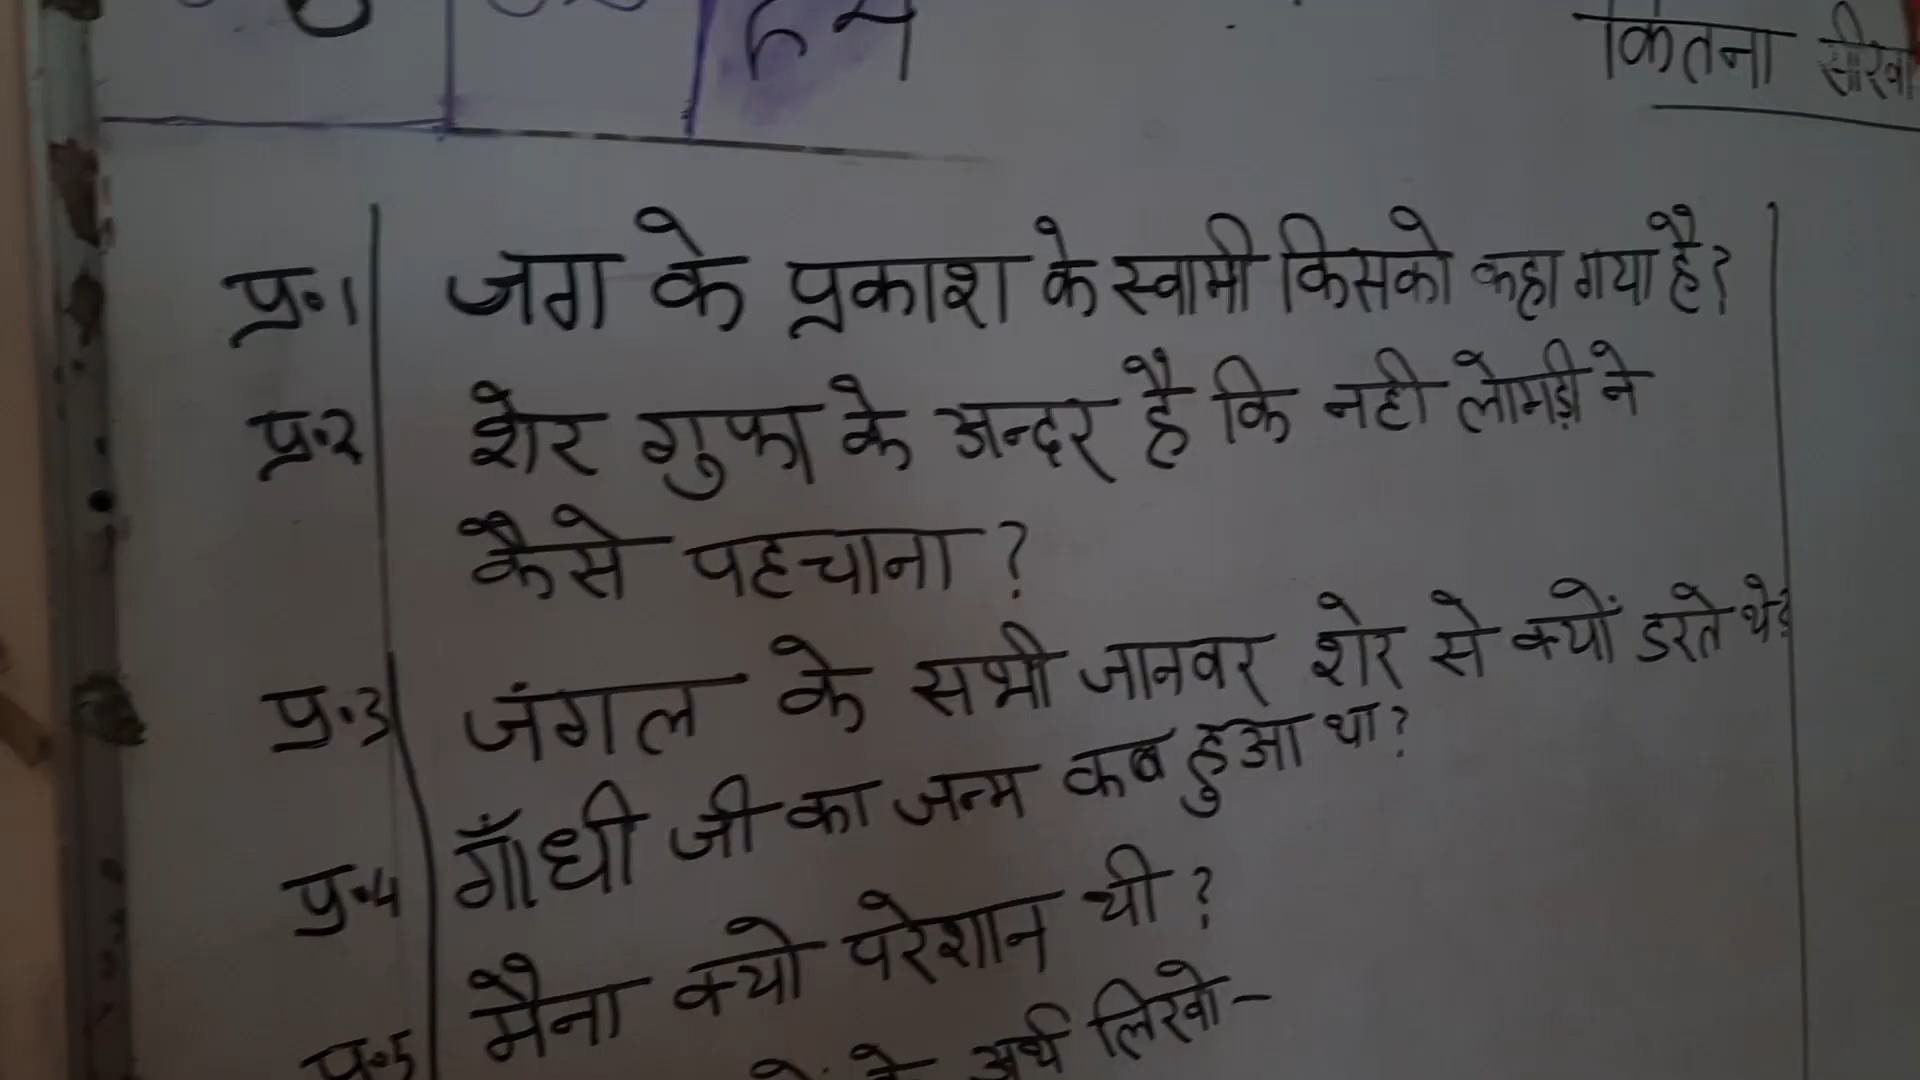 कितना सीखा
प्र॰1 जग के प्रकाश के स्वामी किसको कहा गया है?
प्र॰2 शेर गुफा के अन्दर है कि नही लोमड़ी ने
कैसे पहचाना?
प्र॰3 जंगल के सभी जानवर शेर से क्यों डरते थे?
प्र॰4 गाँधी जी का जन्म कब हुआ था?
प्र॰5 मैना क्यो परेशान थी?
के अर्थ लिखो-